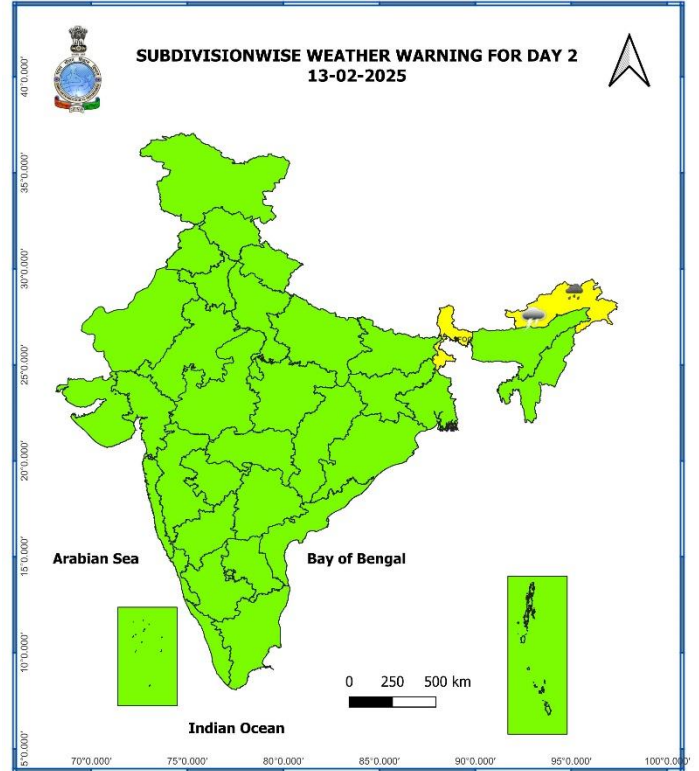 SUBDIVISIONWISE WEATHER WARNING FOR DAY 2
13-02-2025
40°0.000'
35°0.000'
30°0.000'
25°0.000'
20°0.000'
15°0.000'
10°0.000'
5°0.000'
Arabian Sea
Bay of Bengal
0 250 500 km
Indian Ocean
70°0.000' 75°0.000' 80°0.000' 85°0.000' 90°0.000' 95°0.000' 100°0.000'